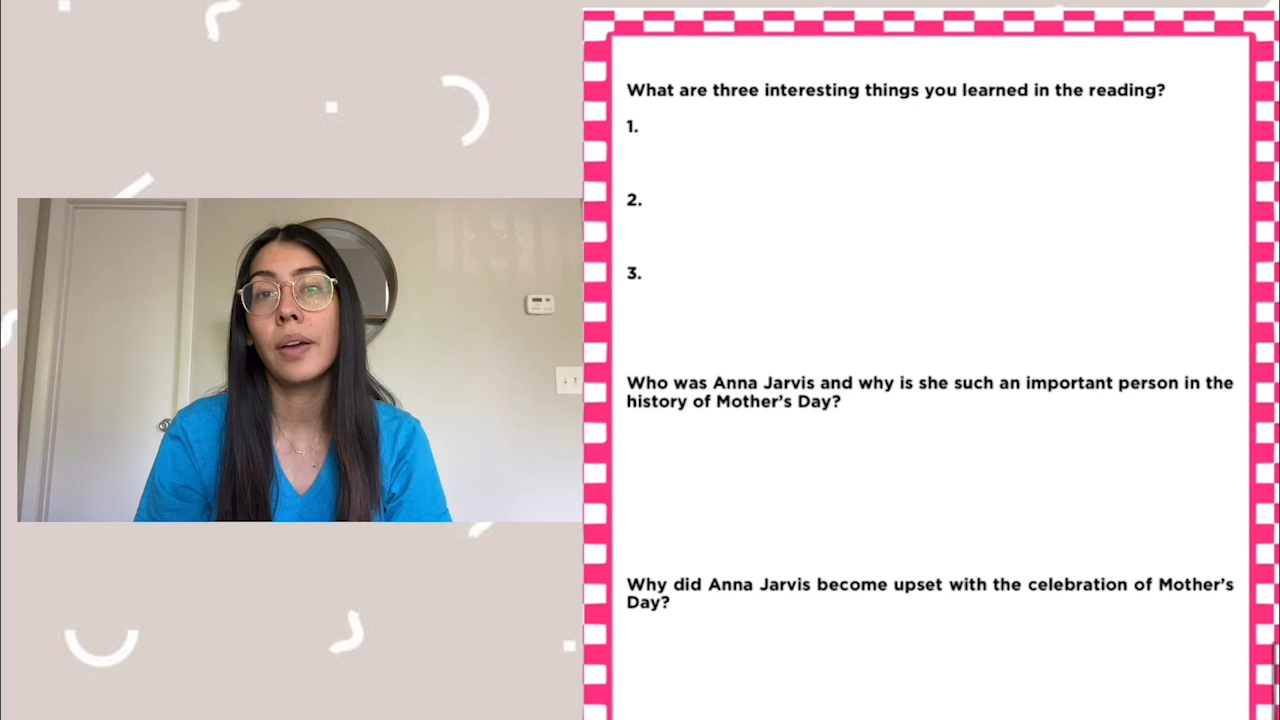 What are three interesting things you learned in the reading?
1.
2.
3.
Who was Anna Jarvis and why is she such an important person in the
history of Mother’s Day?
Why did Anna Jarvis become upset with the celebration of Mother’s
Day?